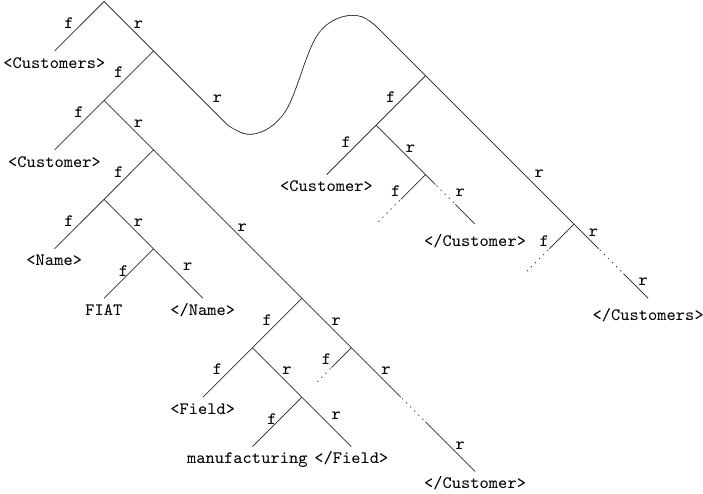 f r
<Customers>
f r
f
f r
f
<Customer> <Customer>
f r
f r
r
f r
r
</Customer> f r
<Name>
f r
r
FIAT </Name>
</Customers>
f r
f
f r r
<Field>
f r
r
manufacturing </Field>
</Customer>